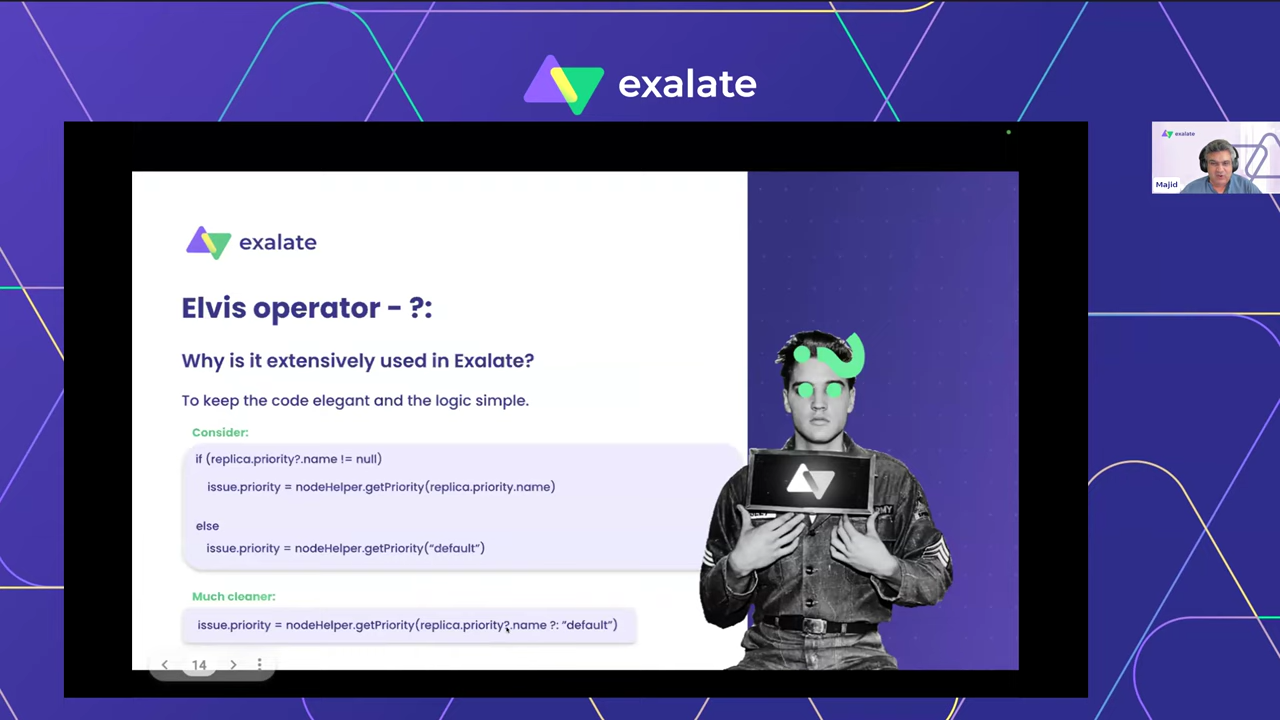 exalate
exalate
Majid
exalate
Elvis operator - ?:
Why is it extensively used in Exalate?
To keep the code elegant and the logic simple.
Consider:
if (replica.priority?.name != null)
issue.priority = nodeHelper.getPriority(replica.priority.name)
else
issue.priority = nodeHelper.getPriority(“default”)
Much cleaner:
issue.priority = nodeHelper.getPriority(replica.priority?.name ?: “default”)
14